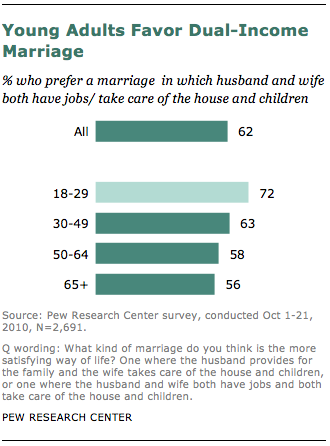 Young Adults Favor Dual-Income
Marriage
% who prefer a marriage in which husband and wife
both have jobs/ take care of the house and children
All 62
18-29 72
30-49 63
50-64 58
65+ 56
Source: Pew Research Center survey, conducted Oct 1-21,
2010, N=2,691.
Q wording: What kind of marriage do you think is the more
satisfying way of life? One where the husband provides for
the family and the wife takes care of the house and children,
or one where the husband and wife both have jobs and both
take care of the house and children.
PEW RESEARCH CENTER